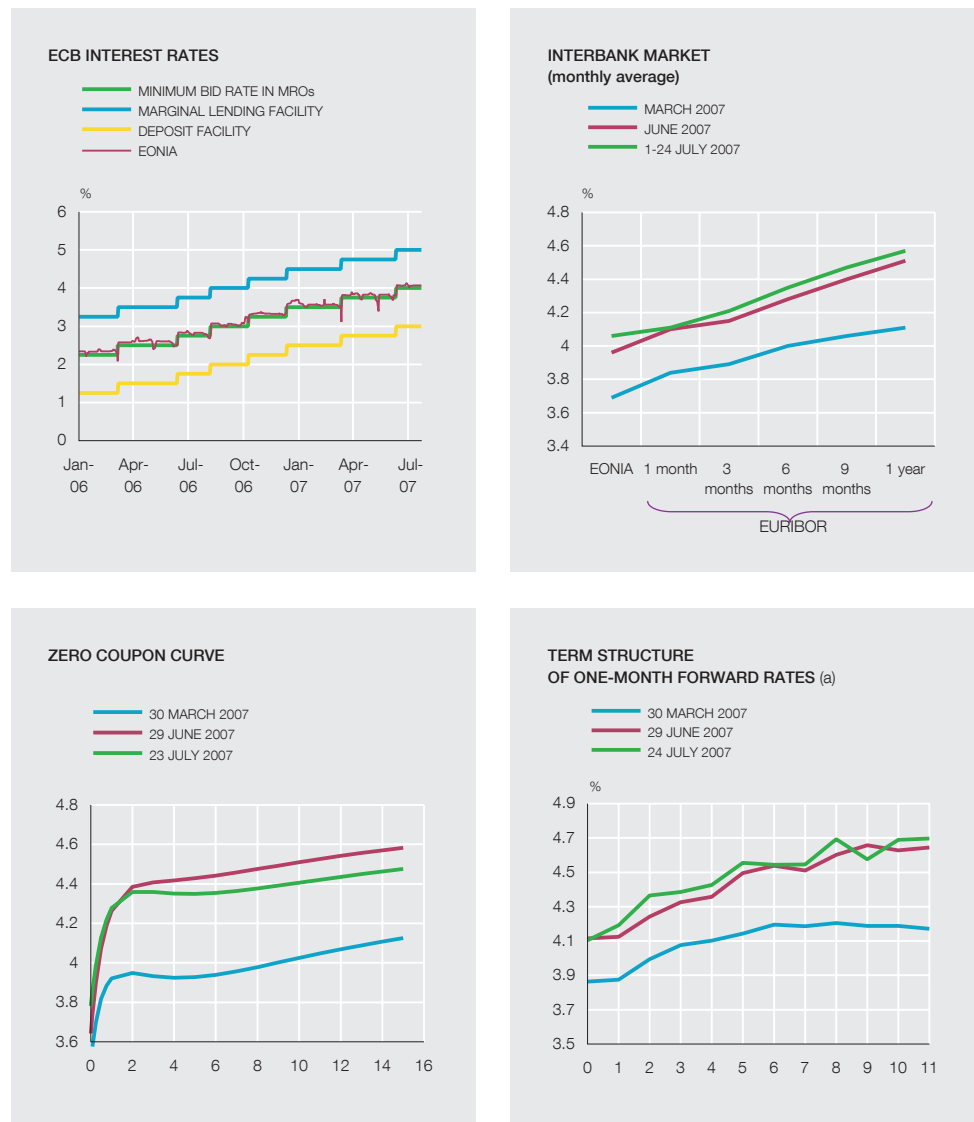 ECB INTEREST RATES
MINIMUM BID RATE IN MROs
MARGINAL LENDING FACILITY
DEPOSIT FACILITY
EONIA
%
6
5
4
3
2
1
0
Jan- Apr- Jul- Oct- Jan- Apr- Jul-
06 06 06 06 07 07 07
INTERBANK MARKET
(monthly average)
MARCH 2007
JUNE 2007
1-24 JULY 2007
%
4.8
4.6
4.4
4.2
4
3.8
3.6
3.4
EONIA 1 month 3 6 9 1 year
months months months
EURIBOR
ZERO COUPON CURVE
30 MARCH 2007
29 JUNE 2007
23 JULY 2007
4.8
4.6
4.4
4.2
4
3.8
3.6
0 2 4 6 8 10 12 14 16
TERM STRUCTURE
OF ONE-MONTH FORWARD RATES (a)
30 MARCH 2007
29 JUNE 2007
24 JULY 2007
%
4.9
4.7
4.5
4.3
4.1
3.9
3.7
3.5
0 1 2 3 4 5 6 7 8 9 10 11